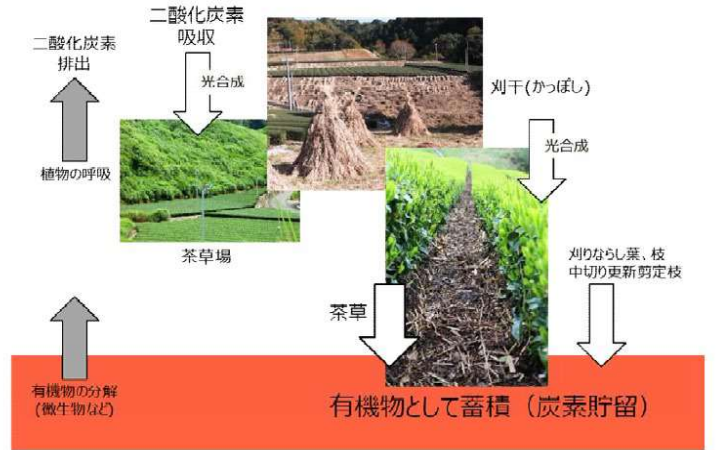 二酸化炭素
排出
二酸化炭素
吸収
光合成
刈干(かっぽし)
光合成
植物の呼吸
茶草場
刈りならし葉、枝
中切り更新剪定枝
茶草
有機物の分解
(微生物など)
有機物として蓄積（炭素貯留）